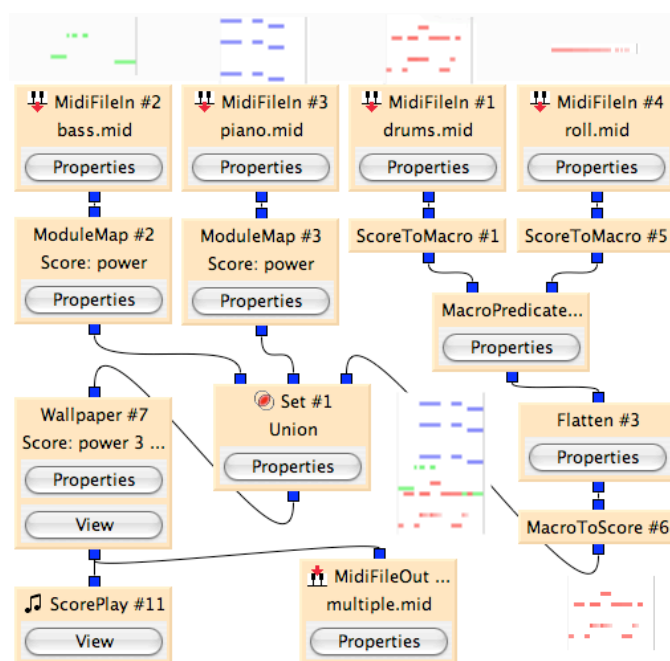 MidiFileIn #2
bass.mid
Properties
MidiFileIn #3
piano.mid
Properties
MidiFileIn #1
drums.mid
Properties
MidiFileIn #4
roll.mid
Properties
ModuleMap #2
Score: power
Properties
ModuleMap #3
Score: power
Properties
ScoreToMacro #1
ScoreToMacro #5
MacroPredicate...
Properties
Wallpaper #7
Score: power 3 ...
Properties
View
Set #1
Union
Properties
Flatten #3
Properties
MacroToScore #6
ScorePlay #11
View
MidiFileOut ...
multiple.mid
Properties